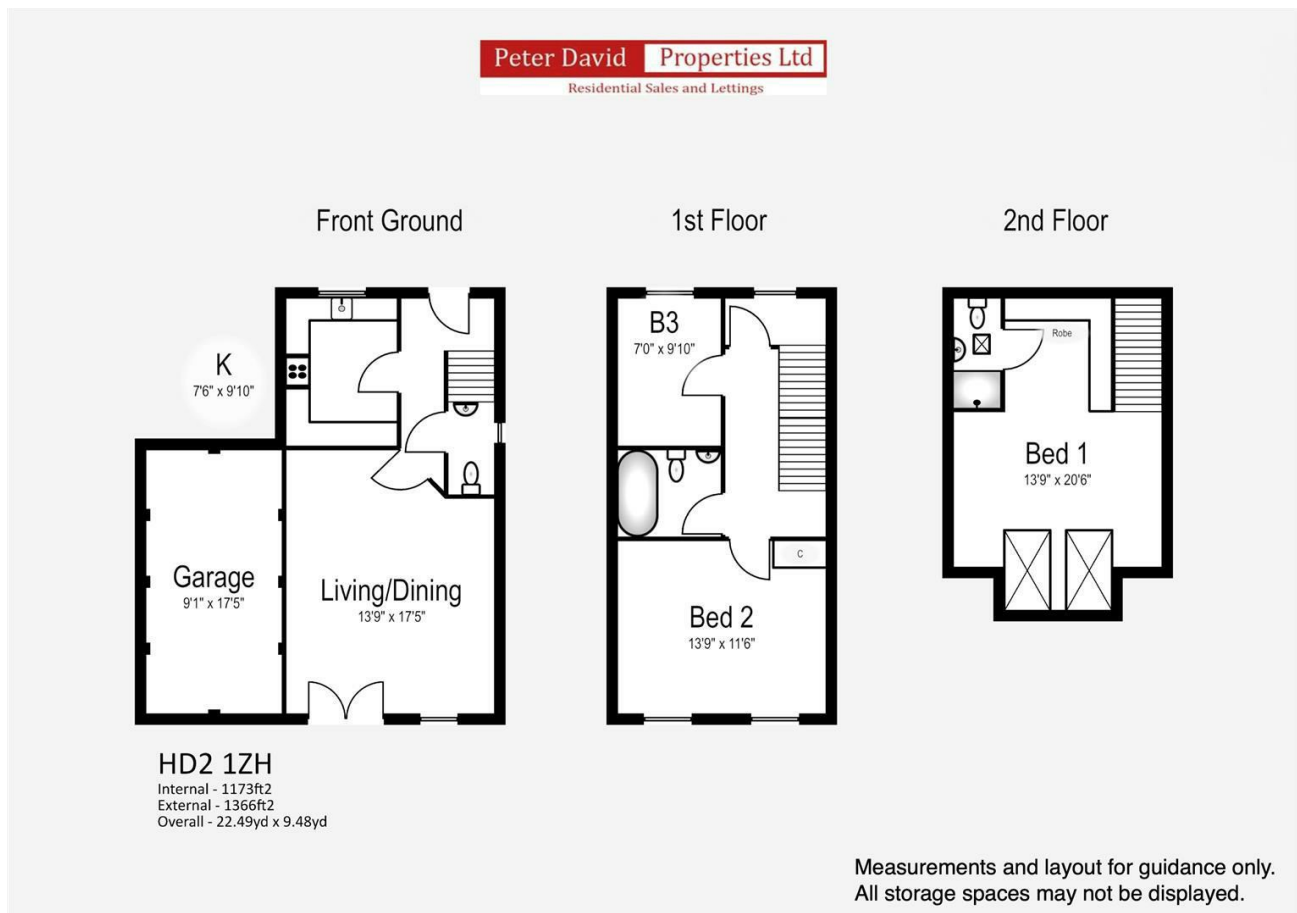 Peter David Properties Ltd
Residential Sales and Lettings
Front Ground
1st Floor
2nd Floor
K
7'6" x 9'10"
Garage
9'1" x 17'5"
Living/Dining
13'9" x 17'5"
B3
7'0" x 9'10"
C
Bed 2
13'9" x 11'6"
Robe
Bed 1
13'9" x 20'6"
HD2 1ZH
Internal - 1173ft2
External - 1366ft2
Overall - 22.49yd x 9.48yd
Measurements and layout for guidance only.
All storage spaces may not be displayed.